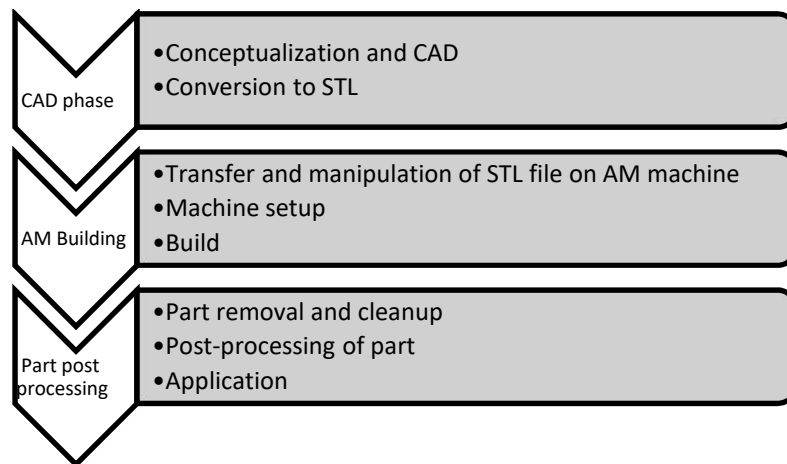 CAD phase
•Conceptualization and CAD
•Conversion to STL
AM Building
•Transfer and manipulation of STL file on AM machine
•Machine setup
•Build
Part post
processing
•Part removal and cleanup
•Post-processing of part
•Application